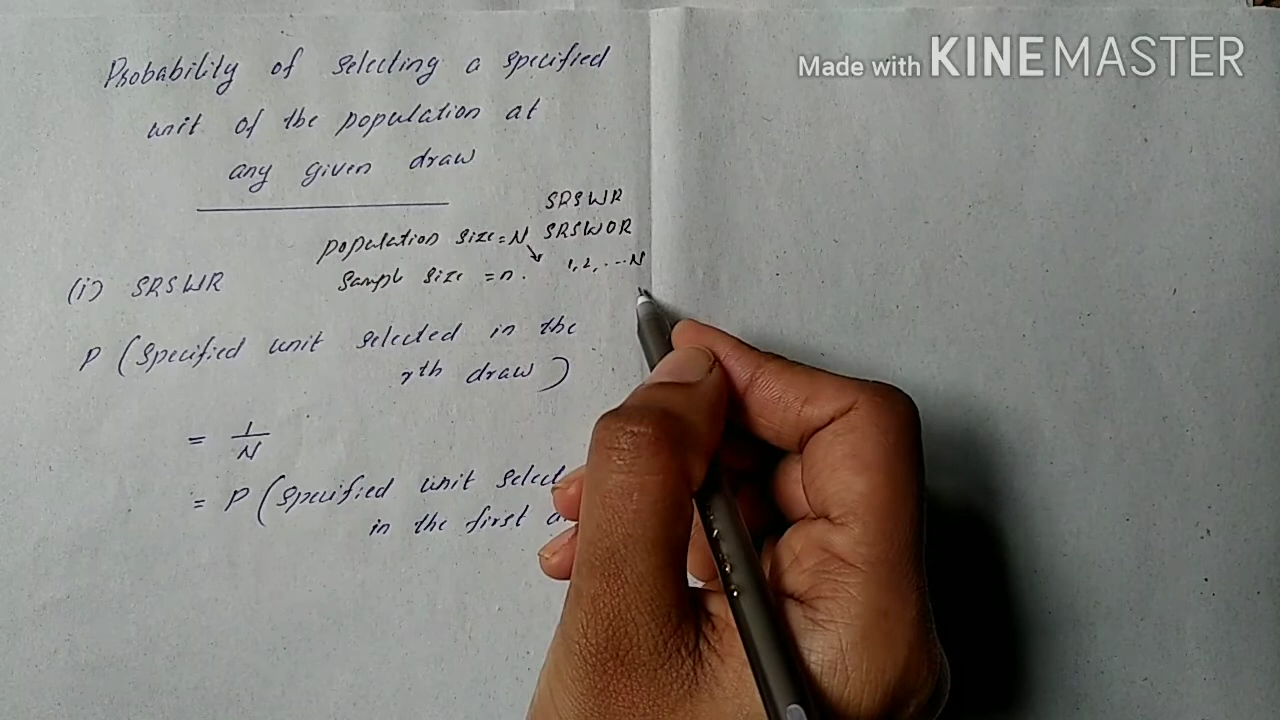 Probability of selecting a specified
unit of the population at
any given draw
SRSWR
population size = N SRSWOR
Sample size = n. 1, 2, ... N
(i) SRSWR
P (specified unit selected in the
rth draw)
= 1/N
= P (specified unit select
in the first
Made with KINEMASTER